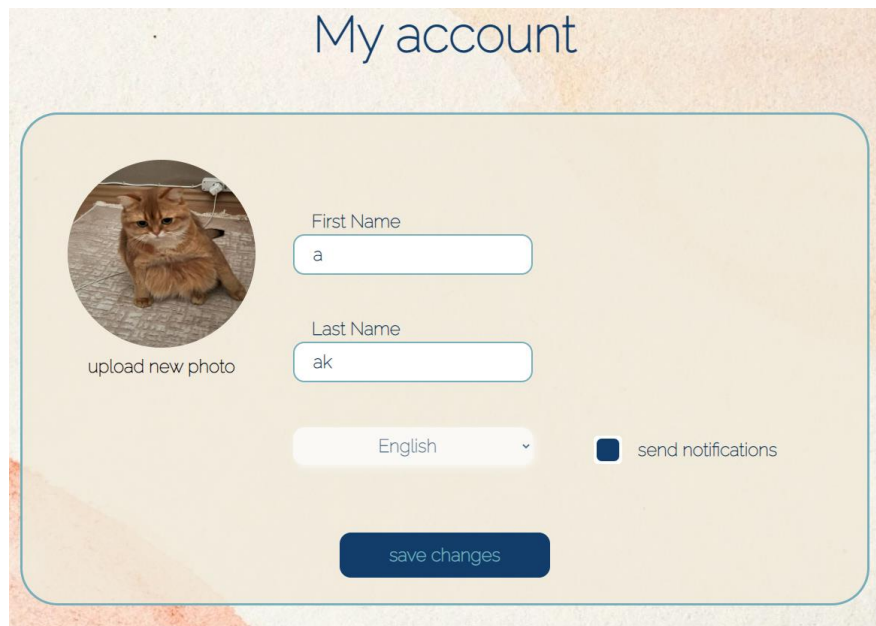 My account
First Name
a
Last Name
ak
upload new photo
English
send notifications
save changes